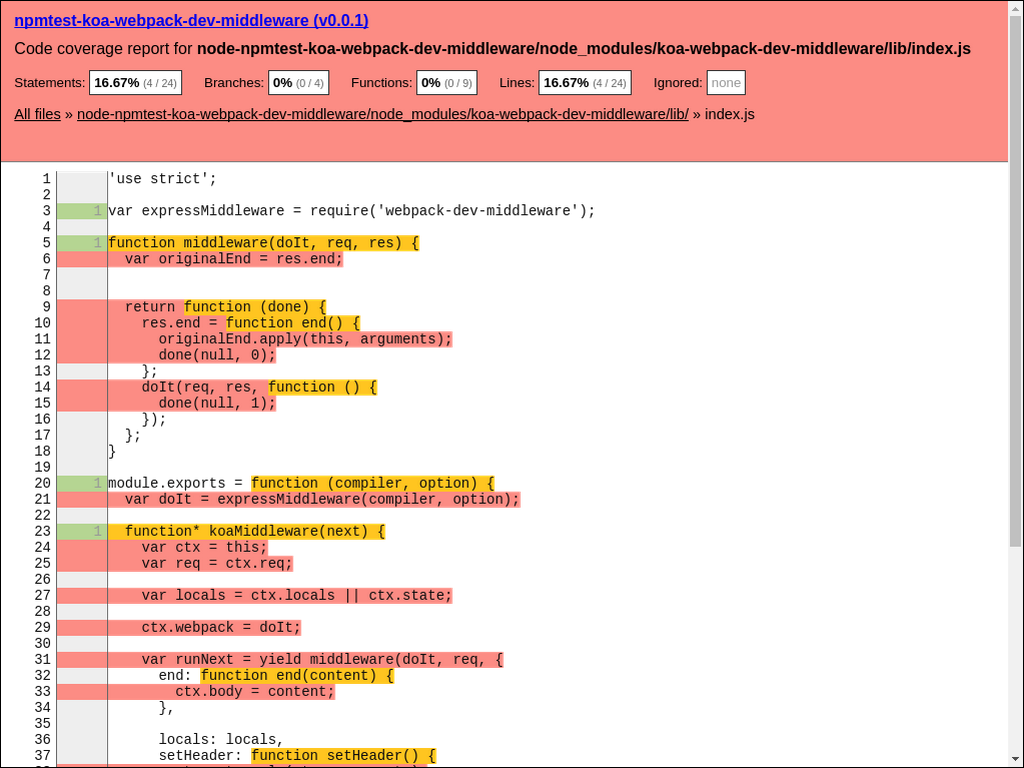 npmtest-koa-webpack-dev-middleware (v0.0.1)
Code coverage report for node-npmtest-koa-webpack-dev-middleware/node_modules/koa-webpack-dev-middleware/lib/index.js
Statements: 16.67% (4 / 24) Branches: 0% (0 / 4) Functions: 0% (0 / 9) Lines: 16.67% (4 / 24) Ignored: none
All files » node-npmtest-koa-webpack-dev-middleware/node_modules/koa-webpack-dev-middleware/lib/ » index.js
1 'use strict';
2
3 1 var expressMiddleware = require('webpack-dev-middleware');
4
5 1 function middleware(doIt, req, res) {
6 var originalEnd = res.end;
7
8
9 return function (done) {
10 res.end = function end() {
11 originalEnd.apply(this, arguments);
12 done(null, 0);
13 };
14 doIt(req, res, function () {
15 done(null, 1);
16 });
17 };
18 }
19
20 1 module.exports = function (compiler, option) {
21 var doIt = expressMiddleware(compiler, option);
22
23 1 function* koaMiddleware(next) {
24 var ctx = this;
25 var req = ctx.req;
26
27 var locals = ctx.locals || ctx.state;
28
29 ctx.webpack = doIt;
30
31 var runNext = yield middleware(doIt, req, {
32 end: function end(content) {
33 ctx.body = content;
34 },
35
36 locals: locals,
37 setHeader: function setHeader() {